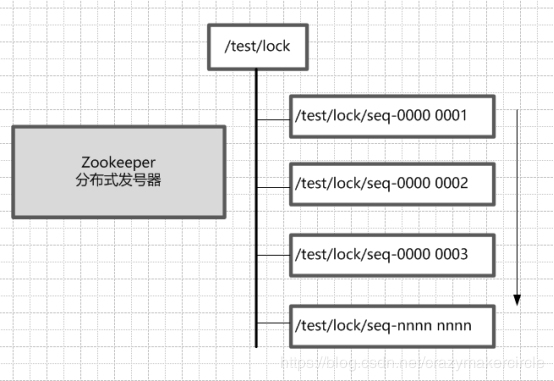 /test/lock
/test/lock/seq-0000 0001
Zookeeper
分布式发号器
/test/lock/seq-0000 0002
/test/lock/seq-0000 0003
/test/lock/seq-nnnn nnnn
https://blog.csdn.net/crazymakercircle